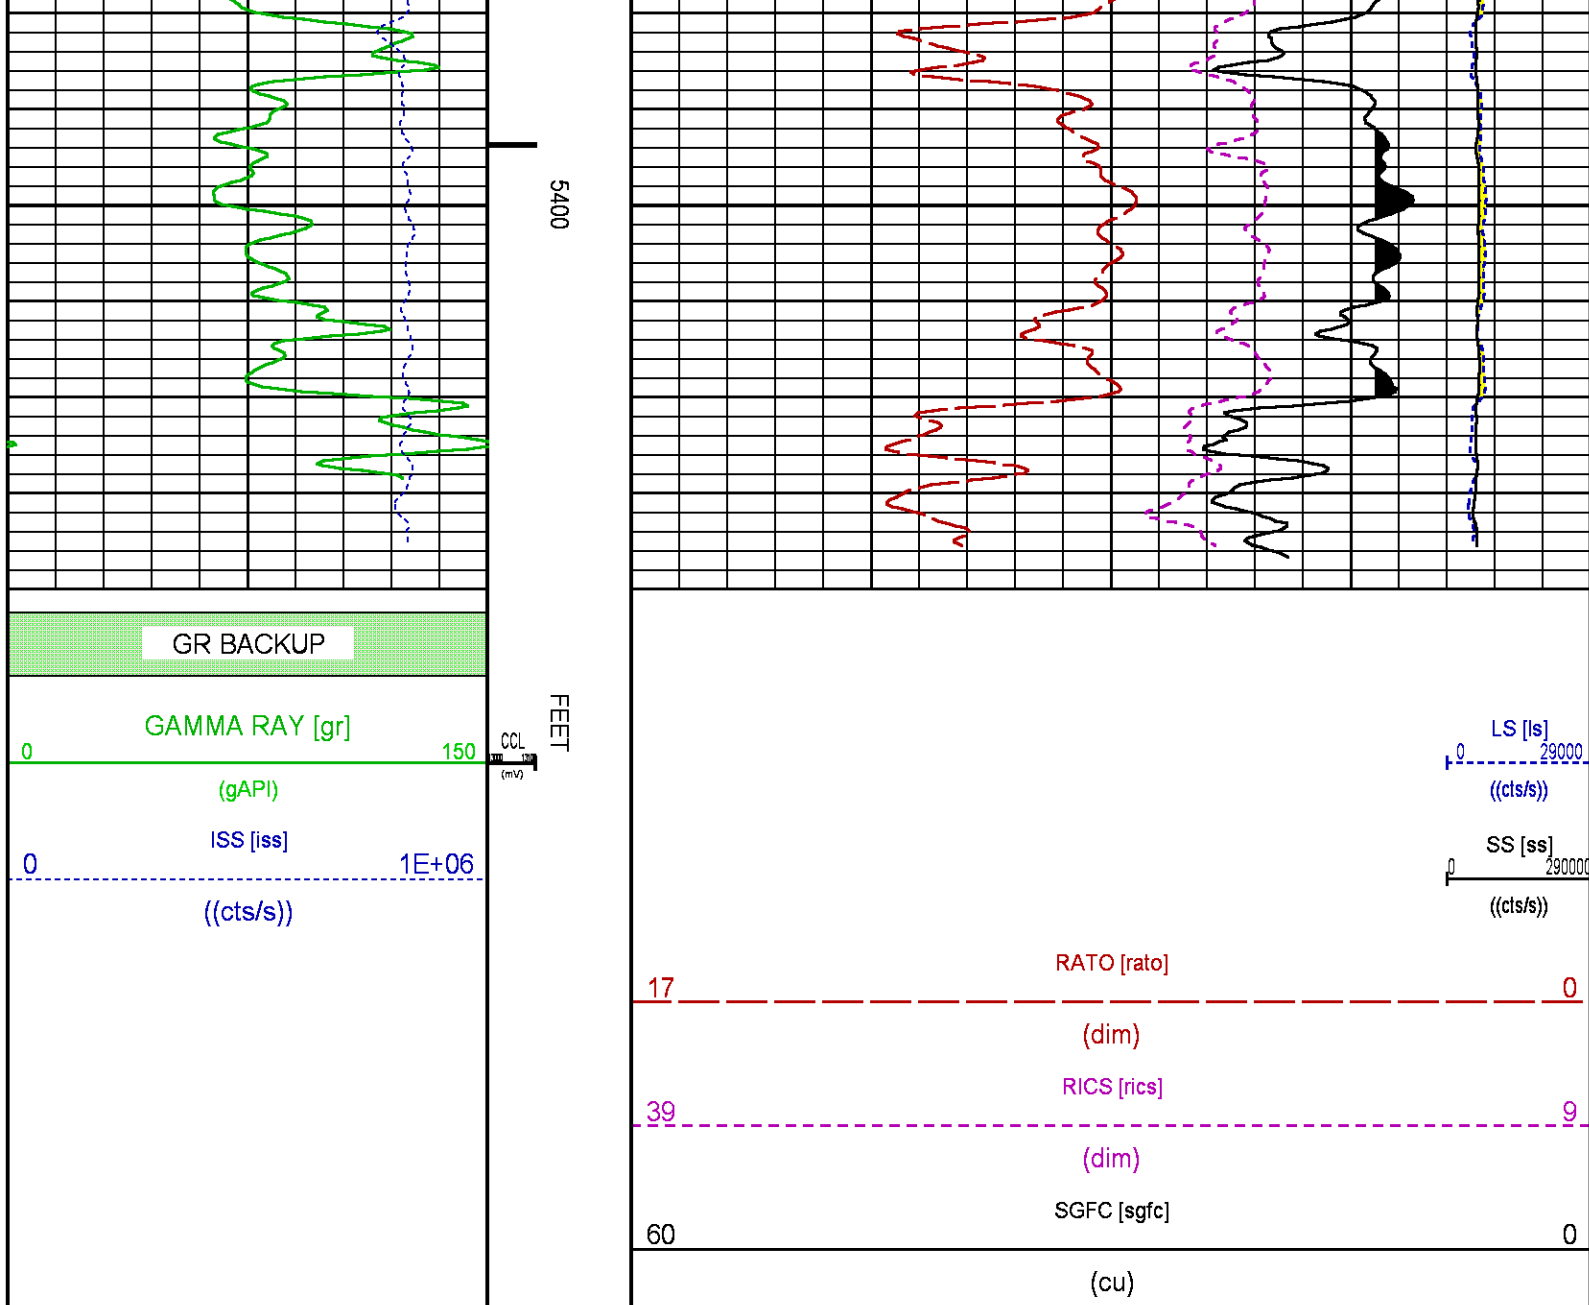 5400
GR BACKUP
FEET
GAMMA RAY [gr]
0 150
(gAPI)
CCL
(mV)
LS [ls]
0 29000
((cts/s))
ISS [iss]
0 1E+06
((cts/s))
SS [ss]
0 290000
((cts/s))
RATO [rato]
17 0
(dim)
RICS [rics]
39 9
(dim)
SGFC [sgfc]
60 0
(cu)